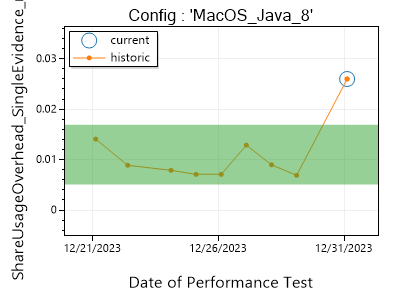 Config : 'MacOS_Java_8'
current
historic
ShareUsageOverhead_SingleEvidence_
0.03
0.02
0.01
0
12/21/2023
12/26/2023
12/31/2023
Date of Performance Test